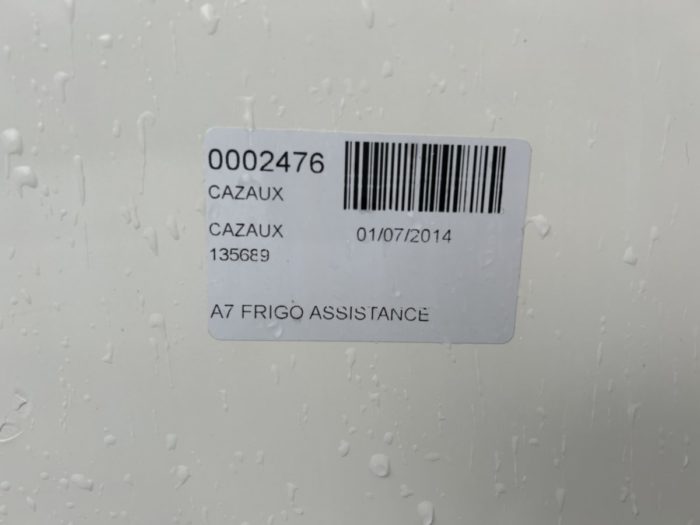 0002476
CAZAUX
CAZAUX 01/07/2014
135689
A7 FRIGO ASSISTANCE